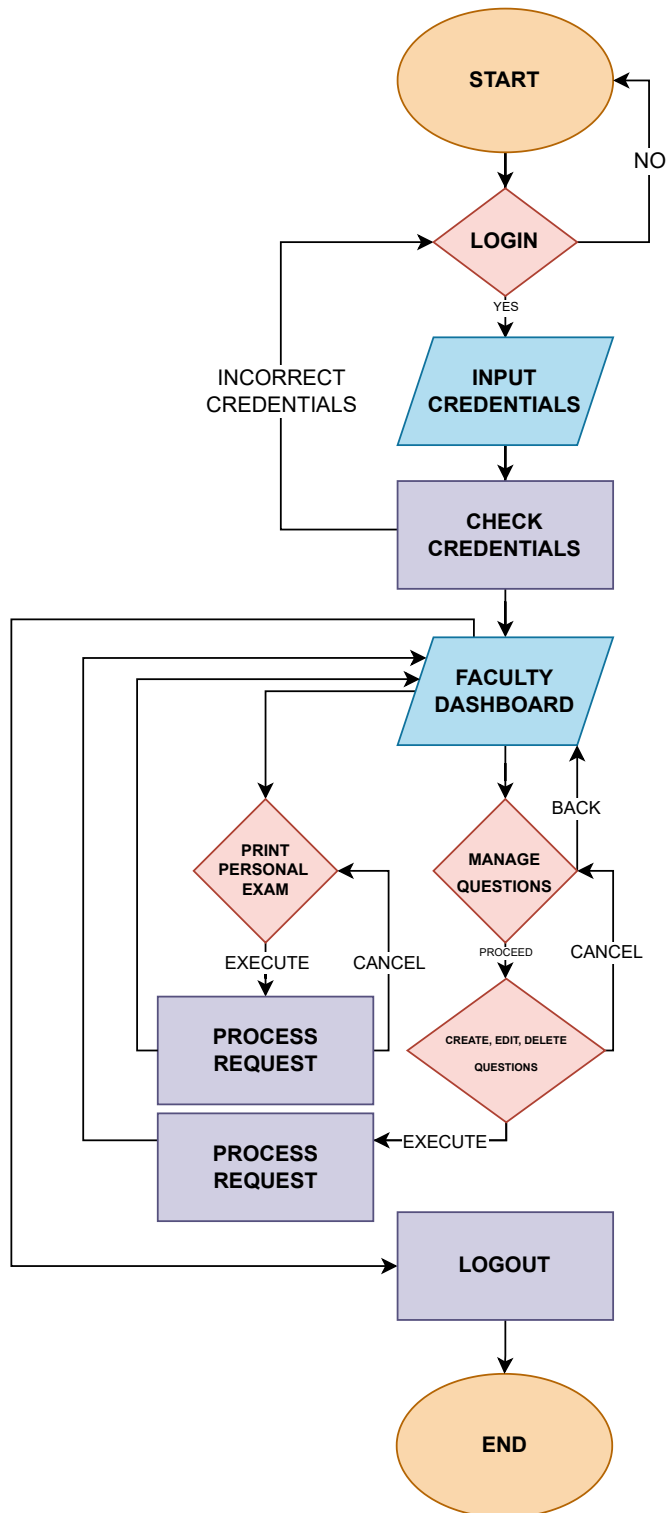 START
NO
LOGIN
YES
INPUT
CREDENTIALS
INCORRECT
CREDENTIALS
CHECK
CREDENTIALS
FACULTY
DASHBOARD
BACK
PRINT
PERSONAL
EXAM
MANAGE
QUESTIONS
EXECUTE
CANCEL
PROCEED
CANCEL
PROCESS
REQUEST
CREATE, EDIT, DELETE
QUESTIONS
EXECUTE
PROCESS
REQUEST
LOGOUT
END